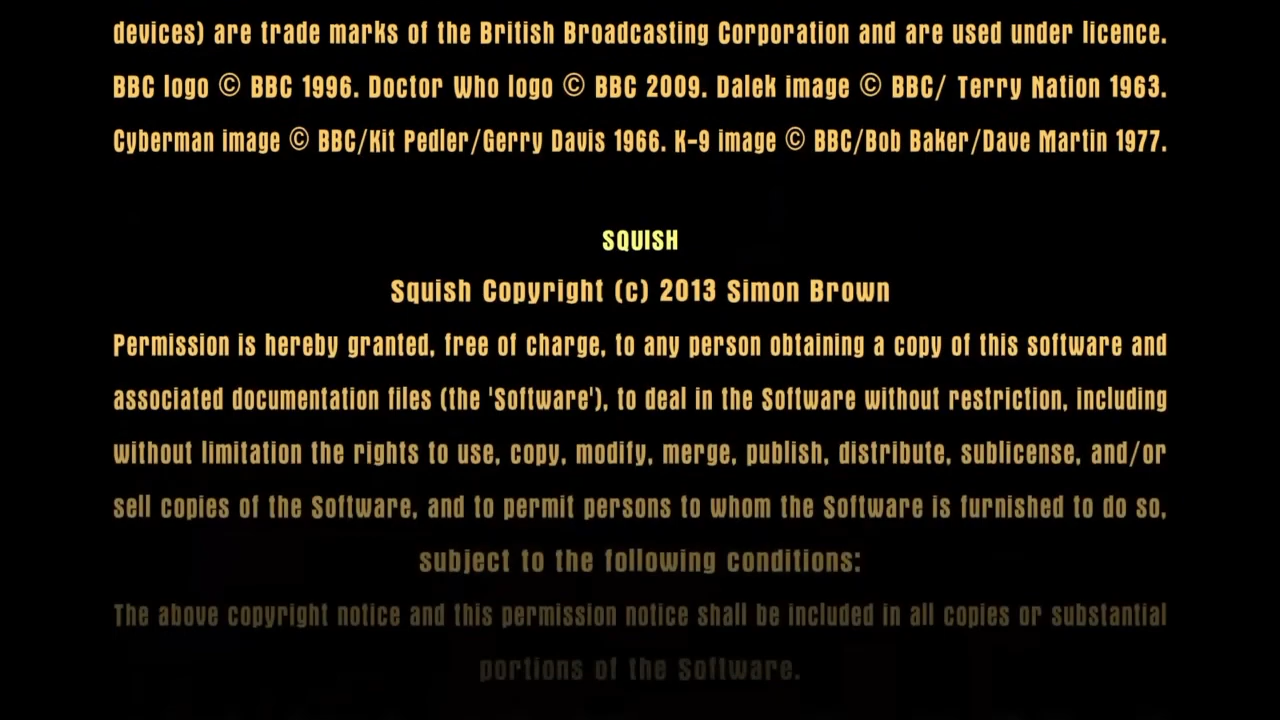 devices) are trade marks of the British Broadcasting Corporation and are used under licence.
BBC logo © BBC 1996. Doctor Who logo © BBC 2009. Dalek image © BBC/ Terry Nation 1963.
Cyberman image © BBC/Kit Pedler/Gerry Davis 1966. K-9 image © BBC/Bob Baker/Dave Martin 1977.
SQUISH
Squish Copyright (c) 2013 Simon Brown
Permission is hereby granted, free of charge, to any person obtaining a copy of this software and
associated documentation files (the 'Software'), to deal in the Software without restriction, including
without limitation the rights to use, copy, modify, merge, publish, distribute, sublicense, and/or
sell copies of the Software, and to permit persons to whom the Software is furnished to do so,
subject to the following conditions:
The above copyright notice and this permission notice shall be included in all copies or substantial
portions of the Software.